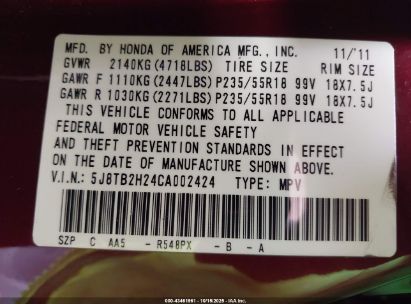 MFD. BY HONDA OF AMERICA MFG., INC. 11/'11
GVWR 2140KG(4718LBS) TIRE SIZE RIM SIZE
GAWR F 1110KG(2447LBS)P235/55R18 99V 18X7.5J
GAWR R 1030KG(2271LBS)P235/55R18 99V 18X7.5J
THIS VEHICLE CONFORMS TO ALL APPLICABLE
FEDERAL MOTOR VEHICLE SAFETY
AND THEFT PREVENTION STANDARDS IN EFFECT
ON THE DATE OF MANUFACTURE SHOWN ABOVE.
V.I.N.: 5J8TB2H24CA002424 TYPE: MPV
SZP C AA5 - R548PX - B - A